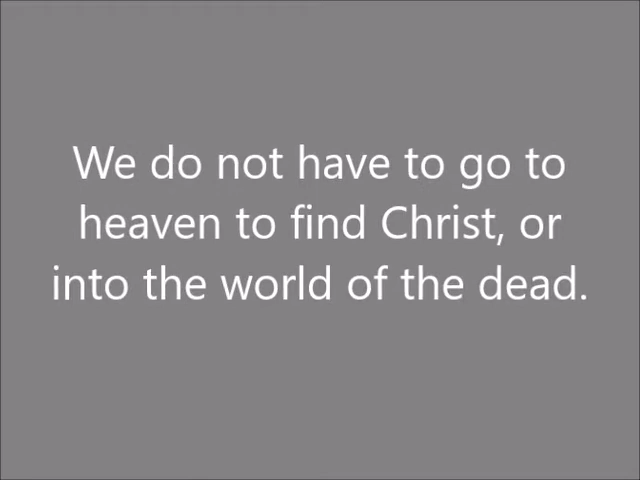 We do not have to go to
heaven to find Christ, or
into the world of the dead.